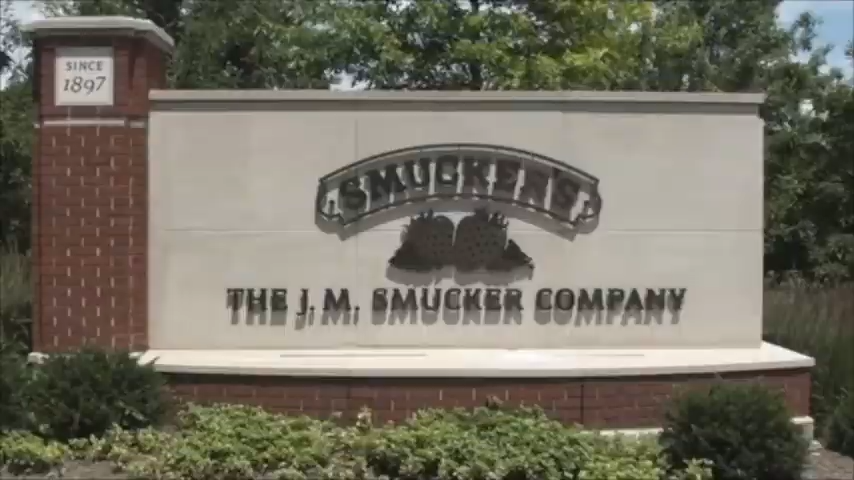 SINCE
1897
SMUCKER'S
THE J. M. SMUCKER COMPANY